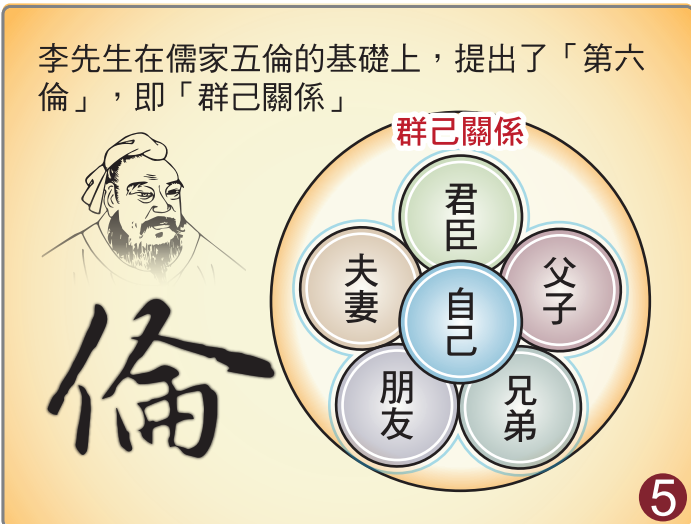 李先生在儒家五倫的基礎上，提出了「第六
倫」，即「群己關係」
群己關係
君臣
夫妻
父子
自己
朋友
兄弟
倫
5